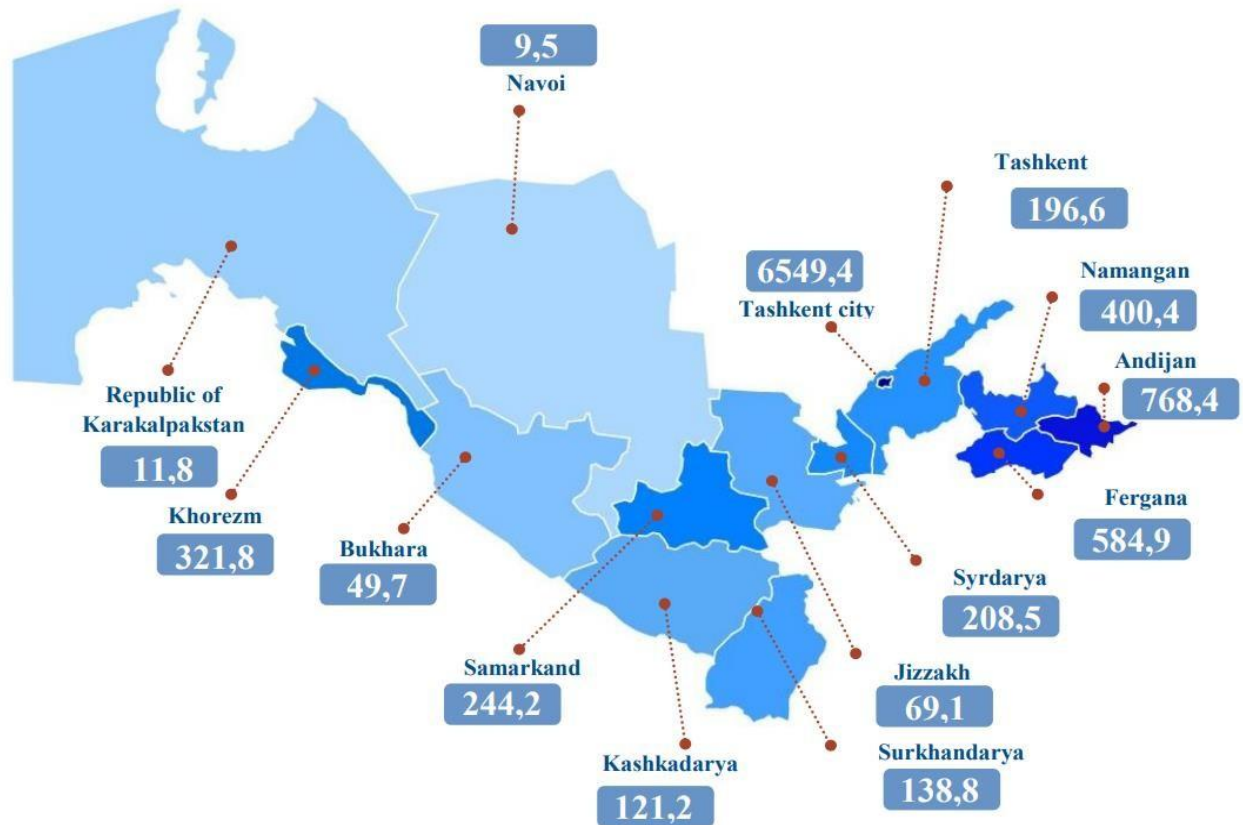 9,5
Navoi
Tashkent
196,6
6549,4
Tashkent city
Namangan
400,4
Andijan
768,4
Republic of
Karakalpakstan
11,8
Khorezm
321,8
Bukhara
49,7
Fergana
584,9
Syrdarya
208,5
Samarkand
244,2
Jizzakh
69,1
Kashkadarya
121,2
Surkhandarya
138,8